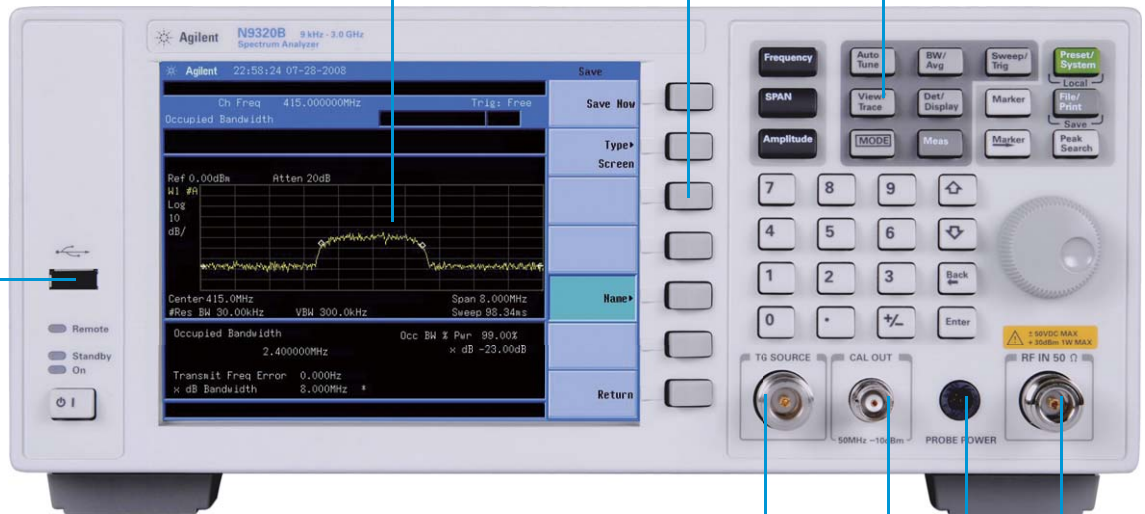 Agilent N9320B 9 kHz - 3.0 GHz
Spectrum Analyzer
Agilent 22:58:24 07-28-2008 Save
Ch Freq 415.000000MHz Trig: Free
Occupied Bandwidth
Save Now
Type▸
Screen
Ref 0.00dBm Atten 20dB
W1 #A
Log
10
dB/
Center 415.0MHz Span 8.000MHz
#Res BW 30.00kHz VBW 300.0kHz Sweep 98.34ms
Name▸
Occupied Bandwidth Occ BW % Pwr 99.00%
2.400000MHz x dB -23.00dB
Transmit Freq Error 0.000Hz
x dB Bandwidth 8.000MHz *
Return
Remote
Standby
On
Frequency
Auto Tune
BW/ Avg
Sweep/ Trig
Preset/ System
Local
SPAN
View/ Trace
Det/ Display
Marker
File/ Print
Save
Amplitude
MODE
Meas
Marker→
Peak Search
7 8 9
4 5 6
1 2 3 Back ←
0 . +/− Enter
± 50VDC MAX
+ 30dBm 1W MAX
TG SOURCE CAL OUT RF IN 50 Ω
50MHz −10dBm PROBE POWER